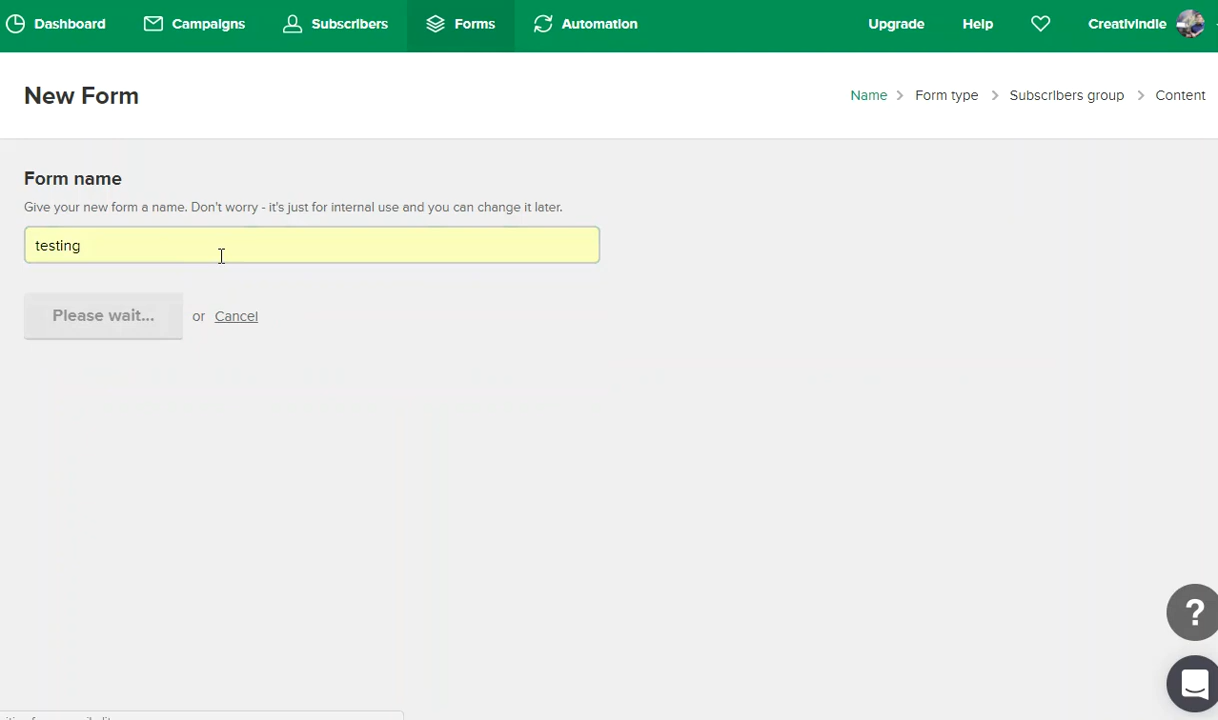 Dashboard Campaigns Subscribers Forms Automation Upgrade Help CreativIndie
New Form
Name > Form type > Subscribers group > Content
Form name
Give your new form a name. Don't worry - it's just for internal use and you can change it later.
testing
Please wait... or Cancel
?